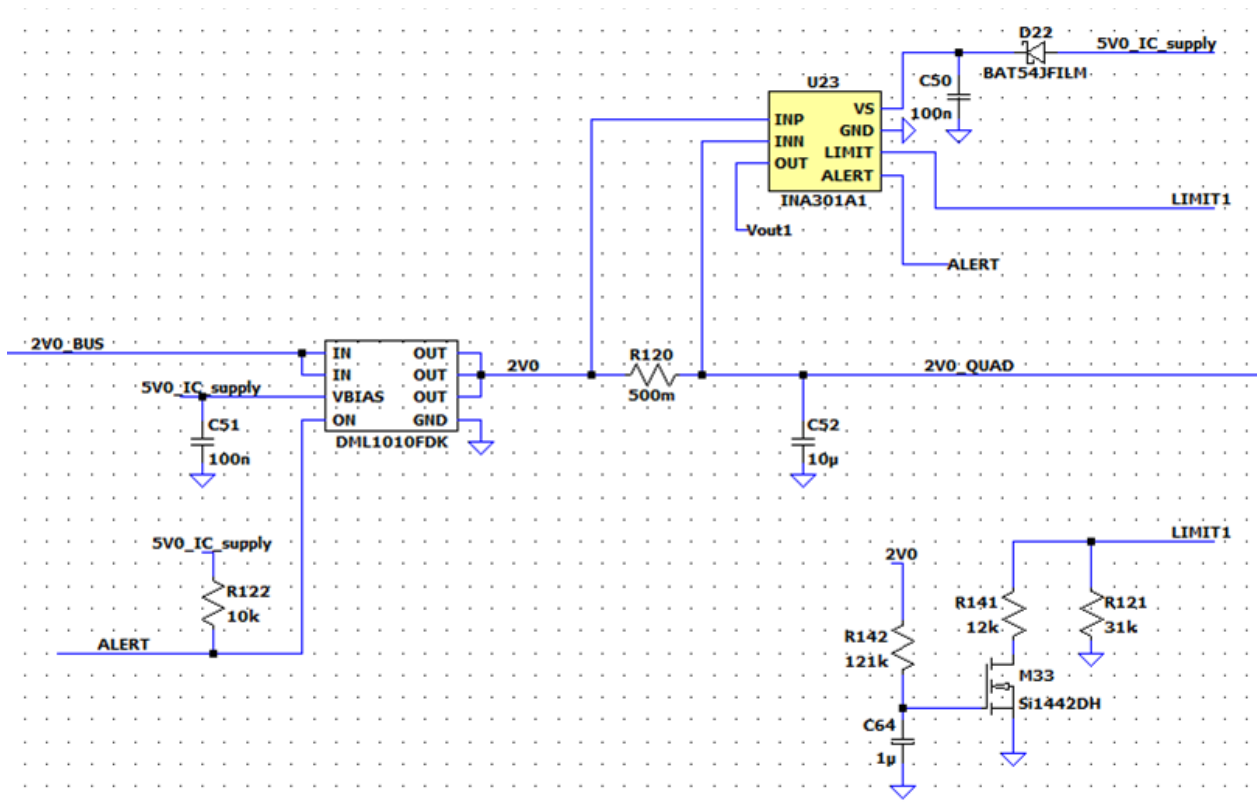 D22
5V0_IC_supply
BAT54JFILM
U23
C50
100n
VS
INP
GND
INN
LIMIT
OUT
ALERT
INA301A1
LIMIT1
Vout1
ALERT
2V0_BUS
IN
OUT
2V0
R120
500m
2V0_QUAD
IN
OUT
5V0_IC_supply
VBIAS
OUT
ON
GND
C51
100n
DML1010FDK
C52
10µ
5V0_IC_supply
R122
10k
ALERT
LIMIT1
2V0
R141
12k
R121
31k
R142
121k
M33
Si1442DH
C64
1µ